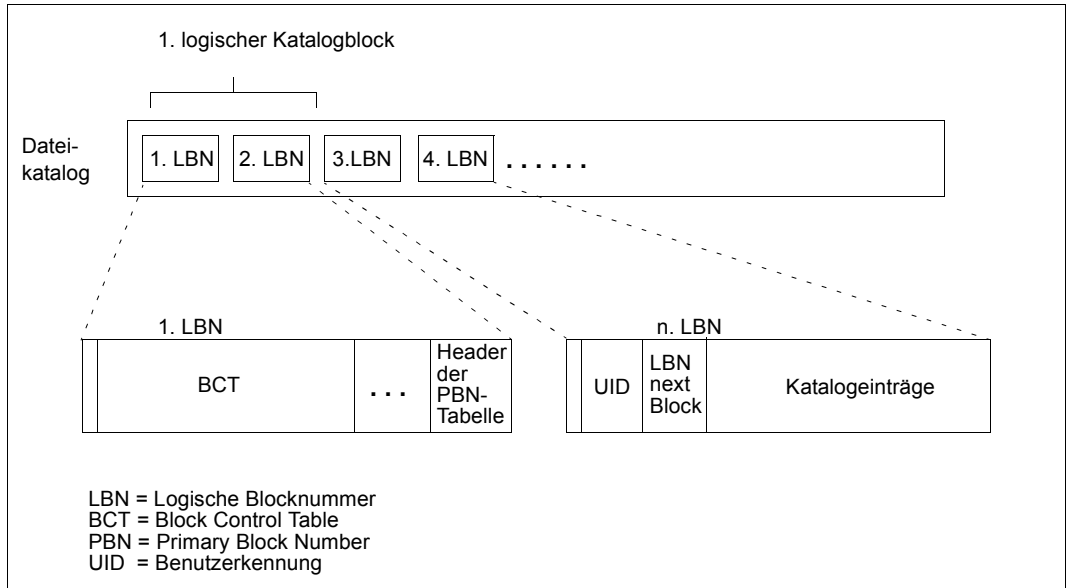 1. logischer Katalogblock
Datei-
katalog
1. LBN
2. LBN
3.LBN
4. LBN
......
1. LBN
BCT
...
Header
der
PBN-
Tabelle
n. LBN
UID
LBN
next
Block
Katalogeinträge
LBN = Logische Blocknummer
BCT = Block Control Table
PBN = Primary Block Number
UID = Benutzerkennung